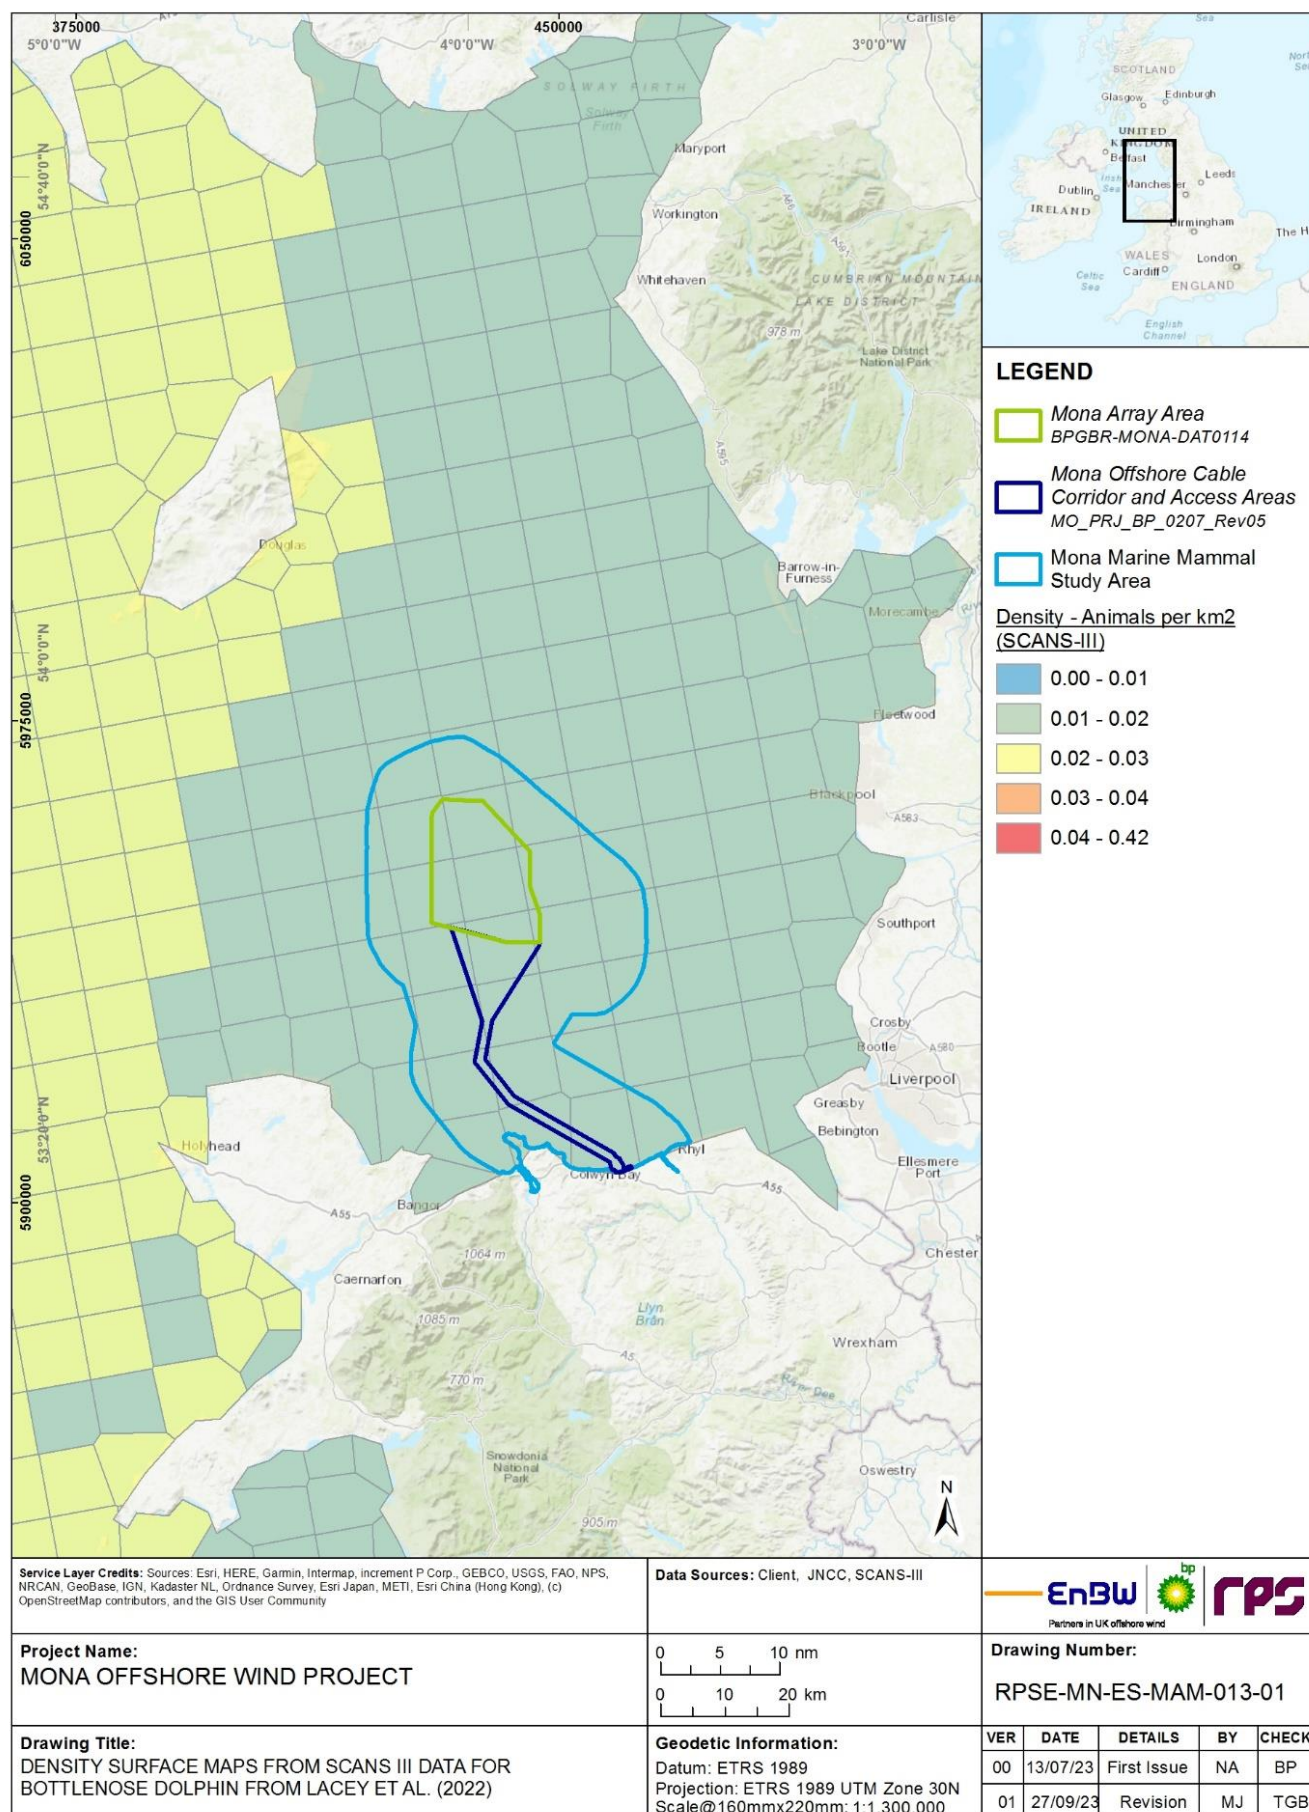 375000
450000
5°0'0"W
4°0'0"W
3°0'0"W
Carlisle
SOLWAY FIRTH
Solway
Firth
54°40'0"N
Maryport
Workington
6050000
Whitehaven
A66
A591
CUMBRIAN MOUNTAIN
LAKE DISTRICT
978 m
Lake District
National Park
A595
Douglas
Barrow-in-
Furness
Morecambe
54°0'0"N
5975000
Fleetwood
Blackpool
A583
Southport
Crosby
Bootle
A580
Liverpool
Greasby
Bebington
53°20'0"N
Holyhead
Rhyl
Colwyn Bay
Ellesmere
Port
5900000
Bangor
A55
A55
Chester
1064 m
Caernarfon
Llyn
Brân
1085 m
Wrexham
A5
770 m
River Dee
Snowdonia
National
Park
Oswestry
905 m
N
Sea
SCOTLAND
Glasgow
Edinburgh
UNITED
KINGDOM
Belfast
Irish
Sea
Dublin
Manchester
Leeds
IRELAND
Birmingham
The H
WALES
Cardiff
London
Celtic
Sea
ENGLAND
English
Channel
LEGEND
Mona Array Area
BPGBR-MONA-DAT0114
Mona Offshore Cable
Corridor and Access Areas
MO_PRJ_BP_0207_Rev05
Mona Marine Mammal
Study Area
Density - Animals per km2
(SCANS-III)
0.00 - 0.01
0.01 - 0.02
0.02 - 0.03
0.03 - 0.04
0.04 - 0.42
Service Layer Credits: Sources: Esri, HERE, Garmin, Intermap, increment P Corp., GEBCO, USGS, FAO, NPS,
NRCAN, GeoBase, IGN, Kadaster NL, Ordnance Survey, Esri Japan, METI, Esri China (Hong Kong), (c)
OpenStreetMap contributors, and the GIS User Community
Data Sources: Client, JNCC, SCANS-III
EnBW
bp
rps
Partners in UK offshore wind
Project Name:
MONA OFFSHORE WIND PROJECT
0 5 10 nm
0 10 20 km
Drawing Number:
RPSE-MN-ES-MAM-013-01
Drawing Title:
DENSITY SURFACE MAPS FROM SCANS III DATA FOR
BOTTLENOSE DOLPHIN FROM LACEY ET AL. (2022)
Geodetic Information:
Datum: ETRS 1989
Projection: ETRS 1989 UTM Zone 30N
Scale@160mmx220mm: 1:1,300,000
VER DATE DETAILS BY CHECK
00 13/07/23 First Issue NA BP
01 27/09/23 Revision MJ TGB